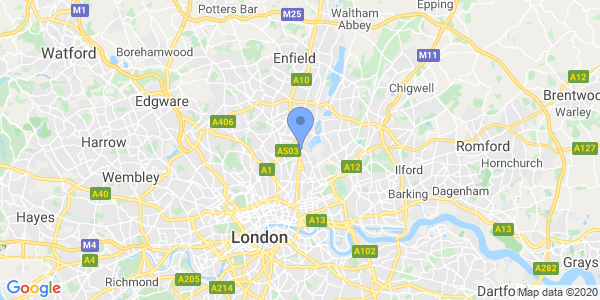 M1
Potters Bar
M25
Waltham
Abbey
Epping
Watford
Borehamwood
Enfield
M11
A10
Chigwell
A12
Edgware
Brentwood
Warley
A406
Harrow
A503
Romford
A127
Hornchurch
A1
A12
Ilford
Wembley
A40
Barking
Dagenham
Hayes
A13
A13
M4
London
A102
A4
Grays
A282
Richmond
A205
A214
Dartfo
Google
Map data ©2020